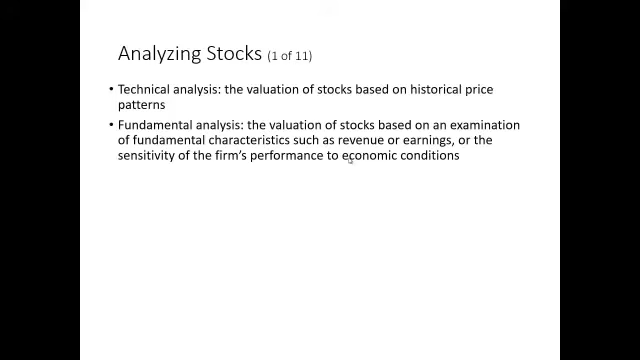 Analyzing Stocks (1 of 11)
• Technical analysis: the valuation of stocks based on historical price
patterns
• Fundamental analysis: the valuation of stocks based on an examination
of fundamental characteristics such as revenue or earnings, or the
sensitivity of the firm's performance to economic conditions